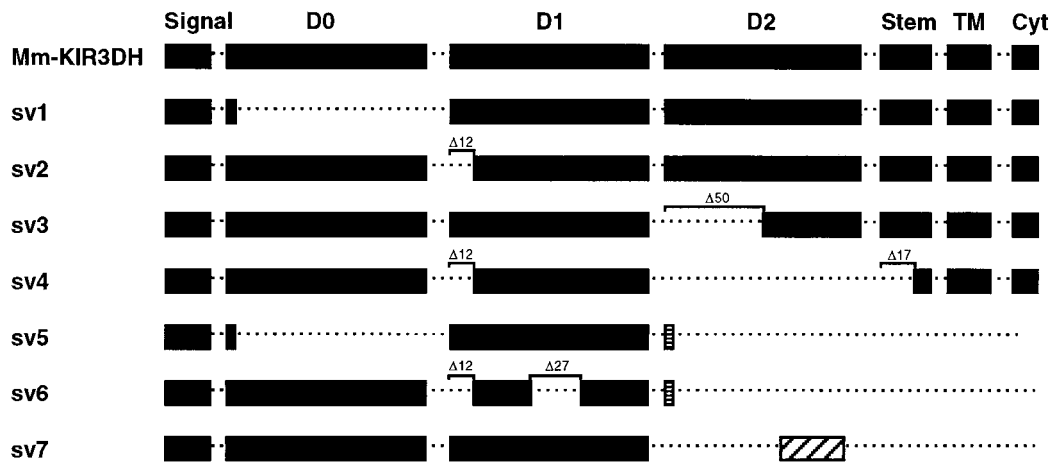 Signal D0 D1 D2 Stem TM Cyt
Mm-KIR3DH
sv1
Δ12
sv2
Δ50
sv3
Δ12 Δ17
sv4
sv5
Δ12 Δ27
sv6
sv7